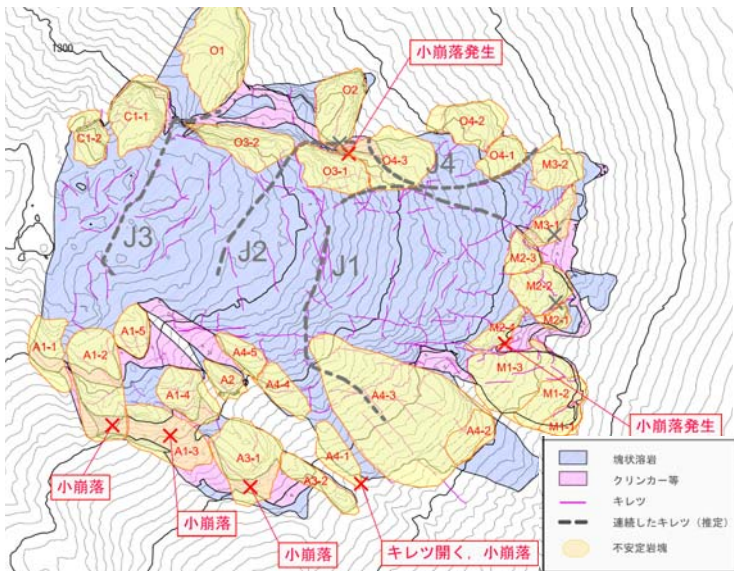 O1
1300
小崩落発生
O2
C1-1
C1-2
O4-2
O3-2
O4-3
O4-1
O3-1
J4
M3-2
M3-1
J3
J2
J1
M2-3
M2-2
M2-1
M2-4
A1-5
A1-1
A1-2
A4-5
M1-3
A2
A4-4
A1-4
A4-3
M1-2
M1-1
A4-2
小崩落発生
A1-3
A3-1
A4-1
A3-2
小崩落
小崩落
小崩落
キレツ開く，小崩落
塊状溶岩
クリンカー等
キレツ
連続したキレツ（推定）
不安定岩塊